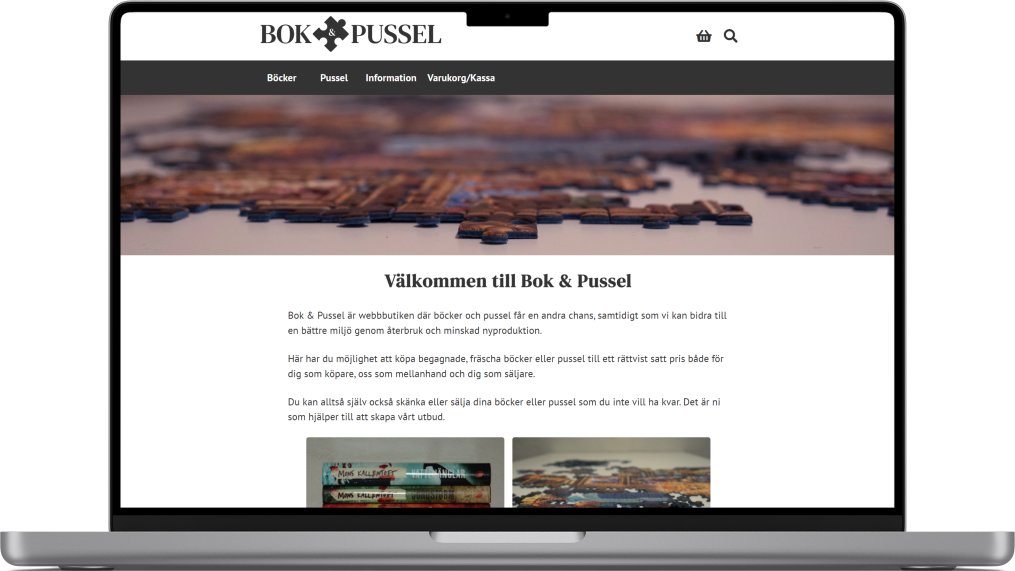 BOK & PUSSEL
Böcker Pussel Information Varukorg/Kassa
Välkommen till Bok & Pussel
Bok & Pussel är webbbutiken där böcker och pussel får en andra chans, samtidigt som vi kan bidra till
en bättre miljö genom återbruk och minskad nyproduktion.
Här har du möjlighet att köpa begagnade, fräscha böcker eller pussel till ett rättvist satt pris både för
dig som köpare, oss som mellanhand och dig som säljare.
Du kan alltså själv också skänka eller sälja dina böcker eller pussel som du inte vill ha kvar. Det är ni
som hjälper till att skapa vårt utbud.
MONS KALLENTOFT
MONS KALLENTOFT